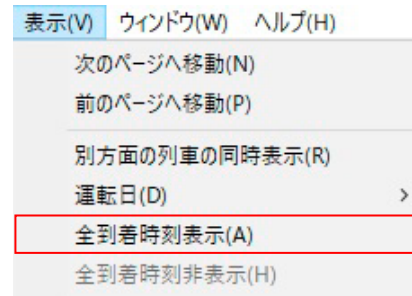 表示(V) ウィンドウ(W) ヘルプ(H)
次のページへ移動(N)
前のページへ移動(P)
別方面の列車の同時表示(R)
運転日(D)
全到着時刻表示(A)
全到着時刻非表示(H)